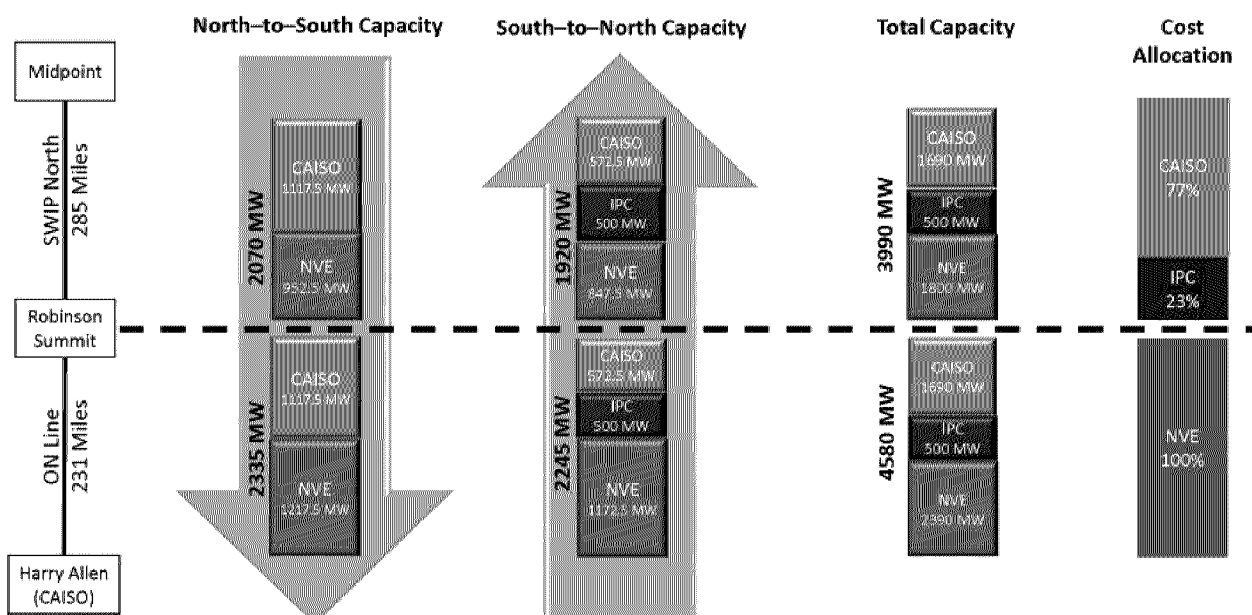 North–to–South Capacity
South–to–North Capacity
Total Capacity
Cost
Allocation
Midpoint
SWIP North
285 Miles
Robinson
Summit
ON Line
231 Miles
Harry Allen
(CAISO)
2070 MW
CAISO
1117.5 MW
NVE
952.5 MW
2335 MW
CAISO
1117.5 MW
NVE
1217.5 MW
1920 MW
CAISO
572.5 MW
IPC
500 MW
NVE
847.5 MW
2245 MW
CAISO
572.5 MW
IPC
500 MW
NVE
1172.5 MW
3990 MW
CAISO
1690 MW
IPC
500 MW
NVE
1800 MW
4580 MW
CAISO
1690 MW
IPC
500 MW
NVE
2390 MW
CAISO
77%
IPC
23%
NVE
100%